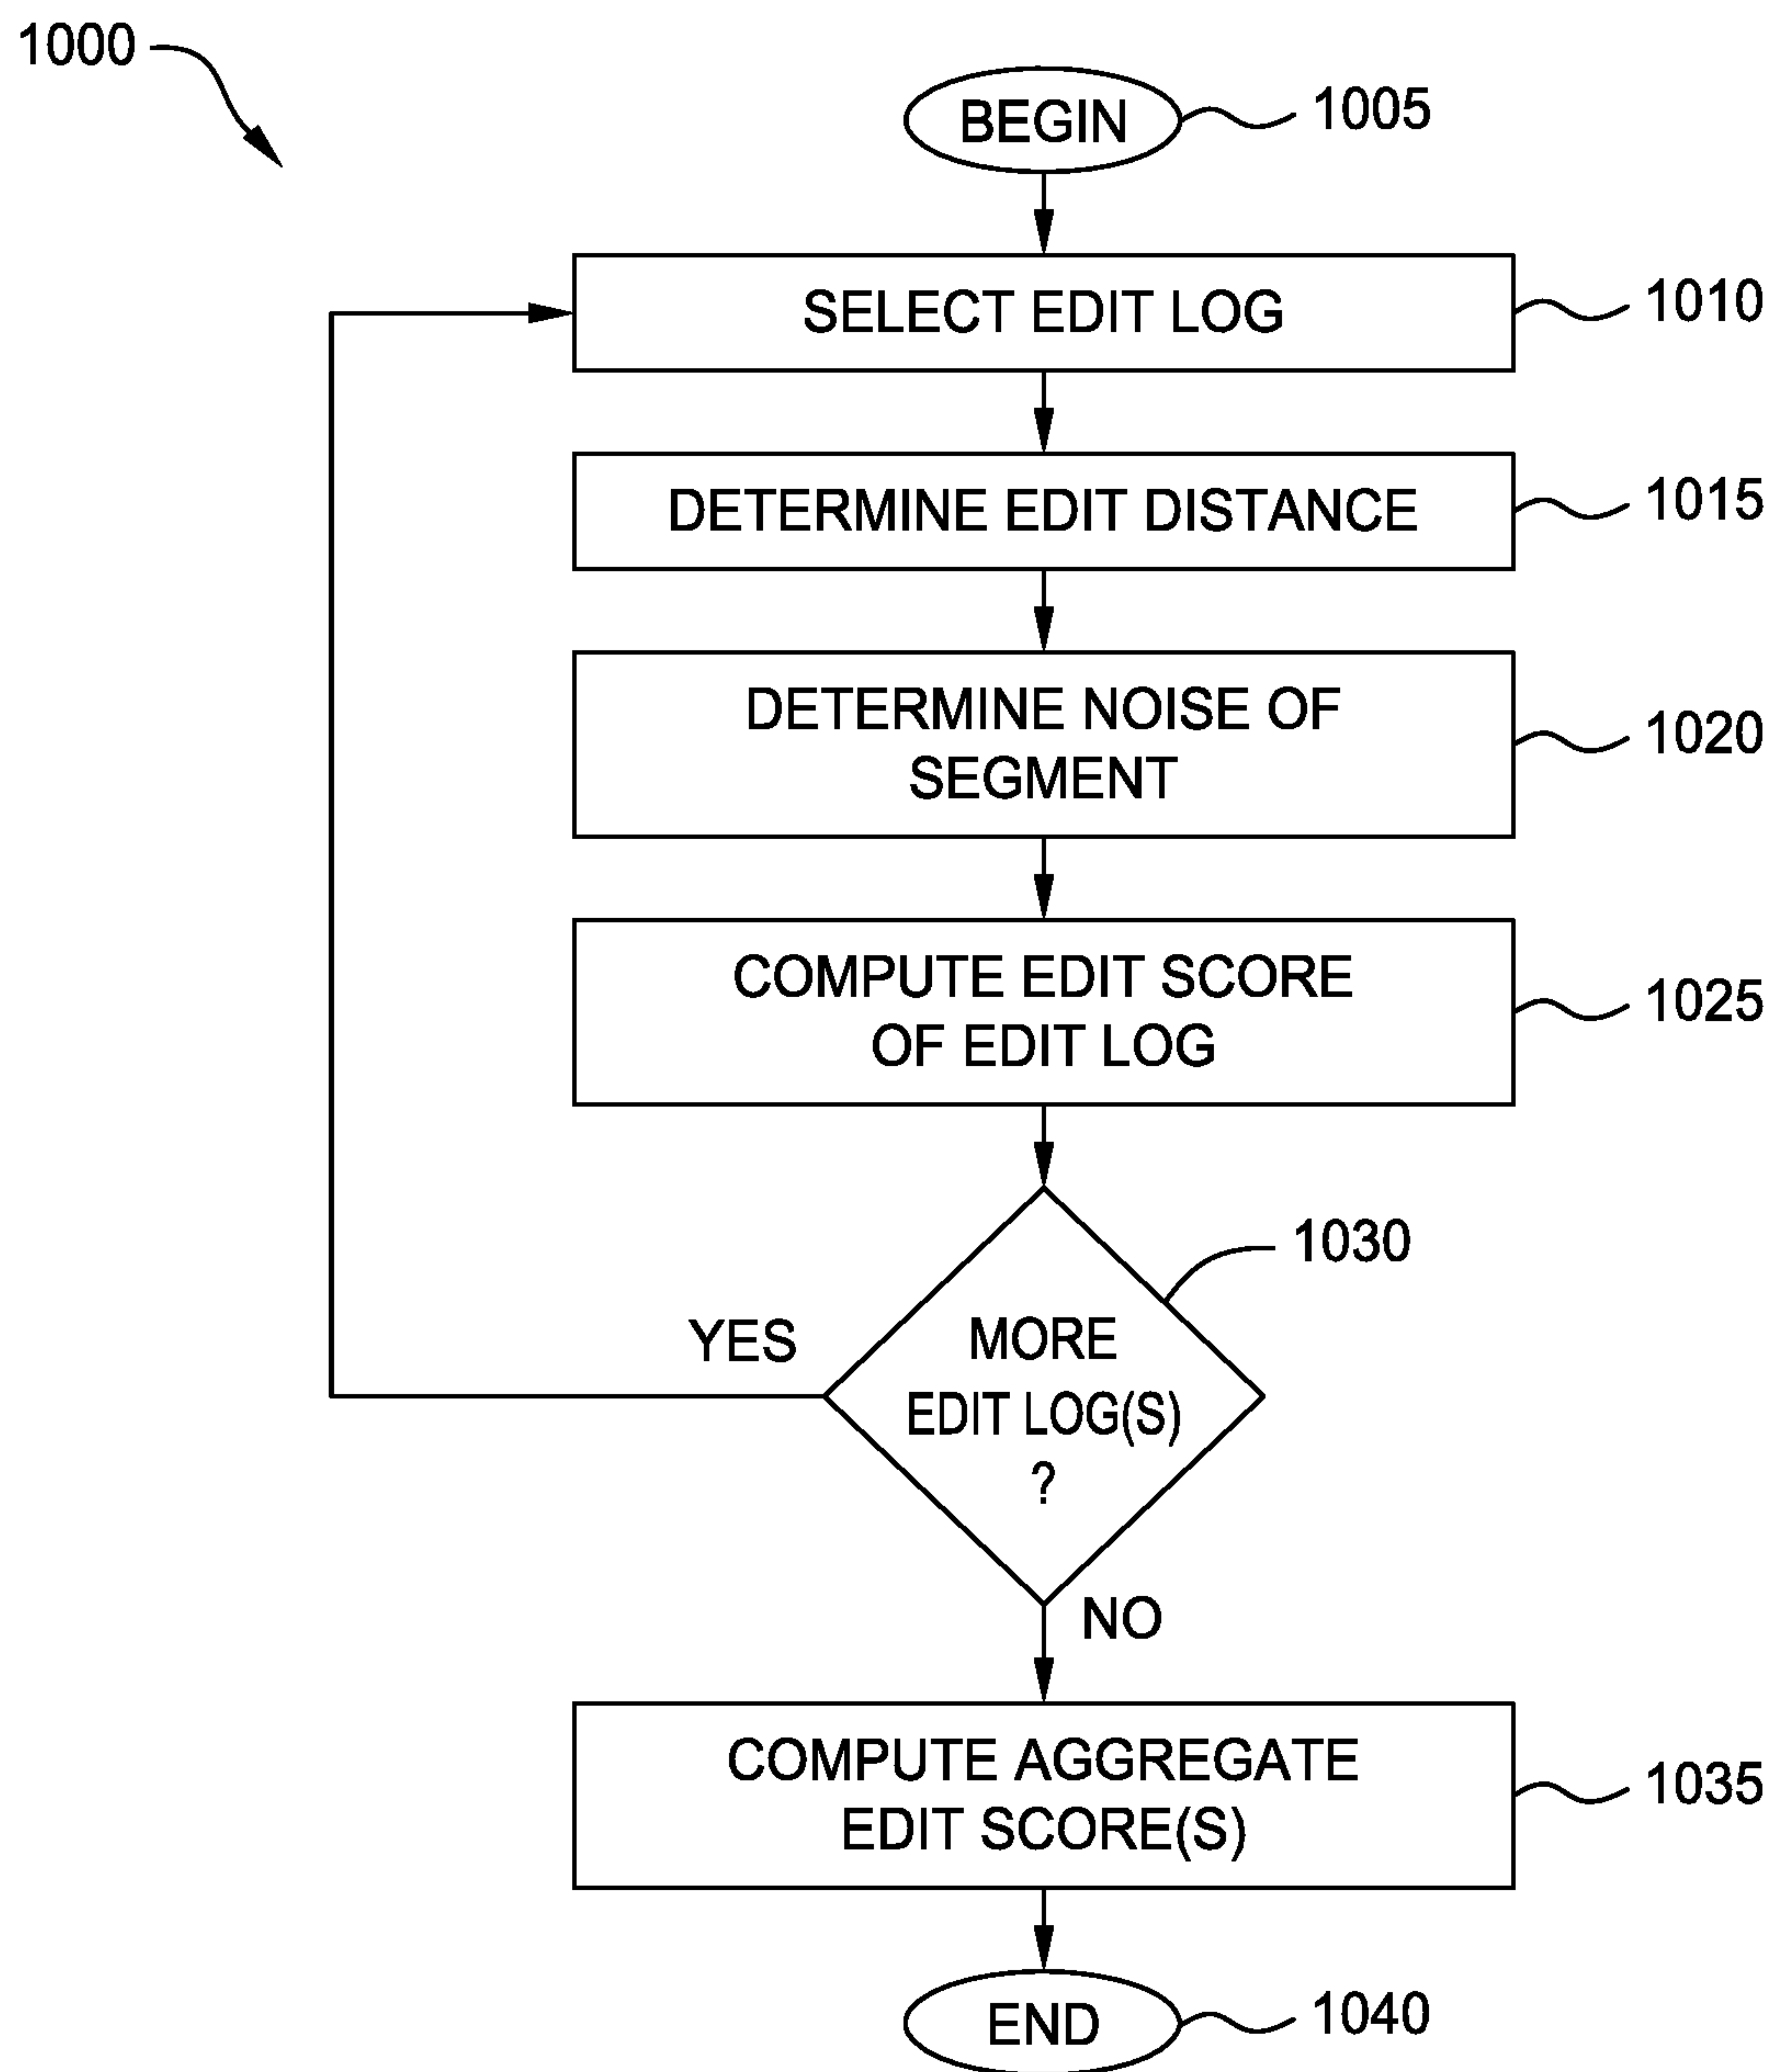 1000
BEGIN
1005
SELECT EDIT LOG
1010
DETERMINE EDIT DISTANCE
1015
DETERMINE NOISE OF
SEGMENT
1020
COMPUTE EDIT SCORE
OF EDIT LOG
1025
1030
MORE
EDIT LOG(S)
?
YES
NO
COMPUTE AGGREGATE
EDIT SCORE(S)
1035
END
1040